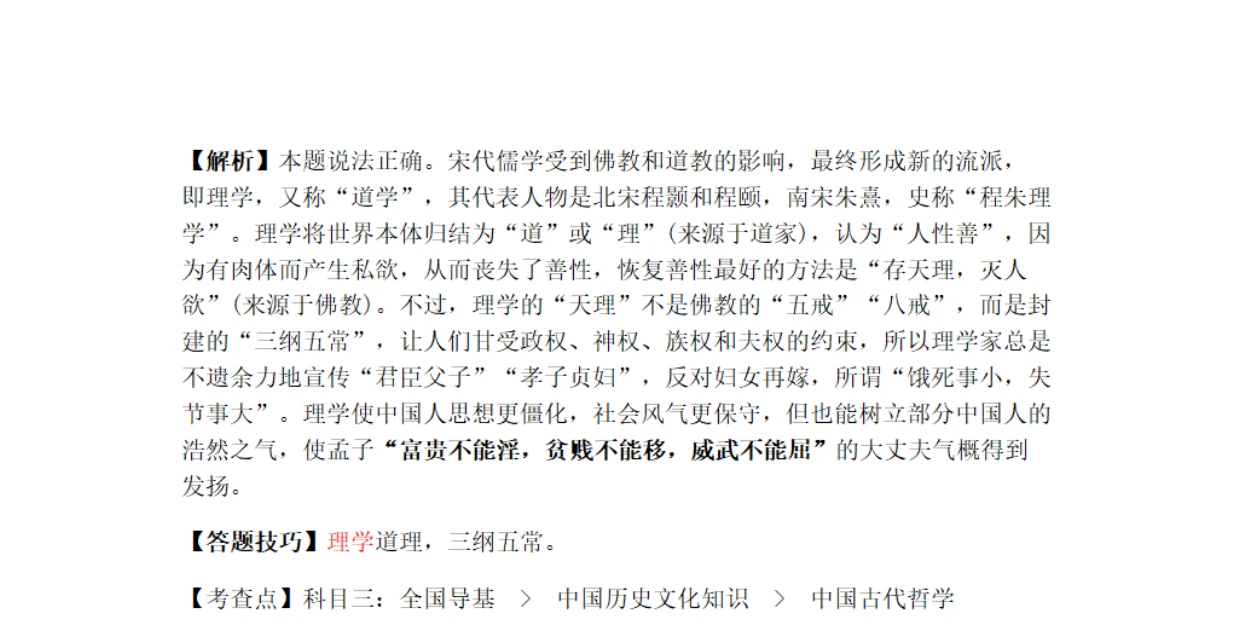 【解析】本题说法正确。宋代儒学受到佛教和道教的影响，最终形成新的流派，
即理学，又称“道学”，其代表人物是北宋程颢和程颐，南宋朱熹，史称“程朱理
学”。理学将世界本体归结为“道”或“理”(来源于道家)，认为“人性善”，因
为有肉体而产生私欲，从而丧失了善性，恢复善性最好的方法是“存天理，灭人
欲”(来源于佛教)。不过，理学的“天理”不是佛教的“五戒”“八戒”，而是封
建的“三纲五常”，让人们甘受政权、神权、族权和夫权的约束，所以理学家总是
不遗余力地宣传“君臣父子”“孝子贞妇”，反对妇女再嫁，所谓“饿死事小，失
节事大”。理学使中国人思想更僵化，社会风气更保守，但也能树立部分中国人的
浩然之气，使孟子“富贵不能淫，贫贱不能移，威武不能屈”的大丈夫气概得到
发扬。
【答题技巧】理学道理，三纲五常。
【考查点】科目三：全国导基 > 中国历史文化知识 > 中国古代哲学